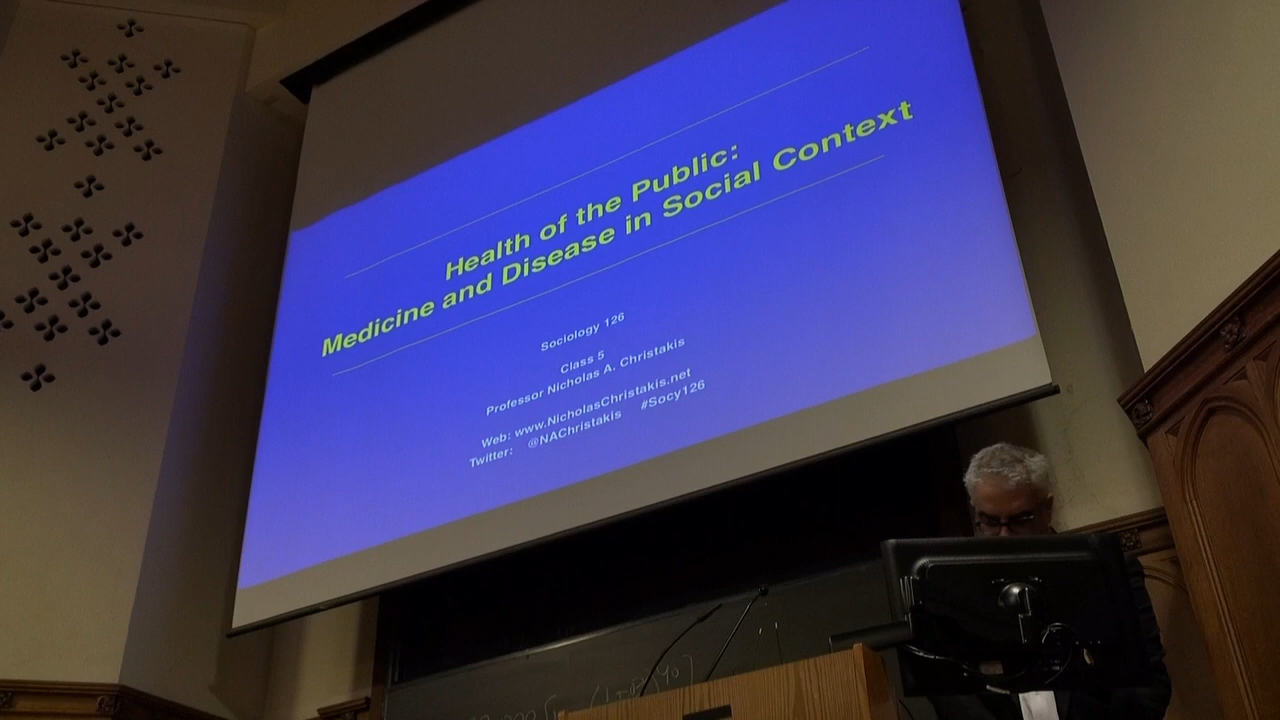 Health of the Public:
Medicine and Disease in Social Context
Sociology 126
Class 5
Professor Nicholas A. Christakis
Web: www.NicholasChristakis.net
Twitter: @NAChristakis #Socy126